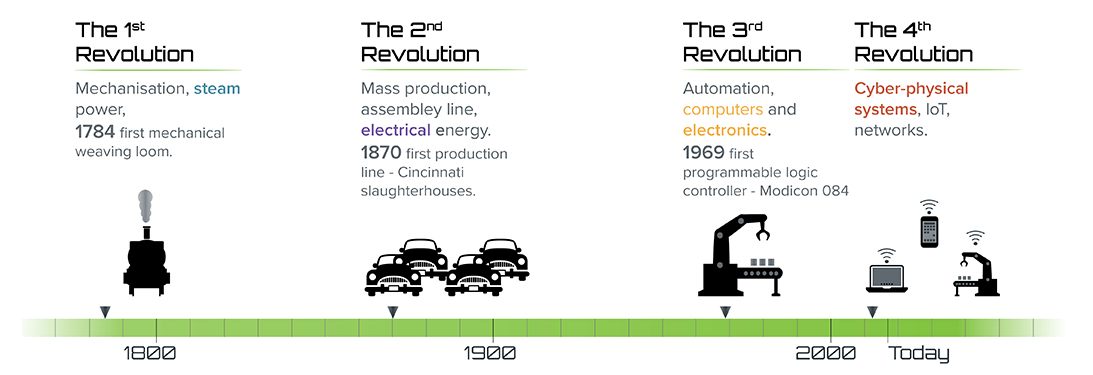 The 1st
Revolution
Mechanisation, steam
power,
1784 first mechanical
weaving loom.
The 2nd
Revolution
Mass production,
assembley line,
electrical energy.
1870 first production
line - Cincinnati
slaughterhouses.
The 3rd
Revolution
Automation,
computers and
electronics.
1969 first
programmable logic
controller - Modicon 084
The 4th
Revolution
Cyber-physical
systems, IoT,
networks.
1800
1900
2000
Today